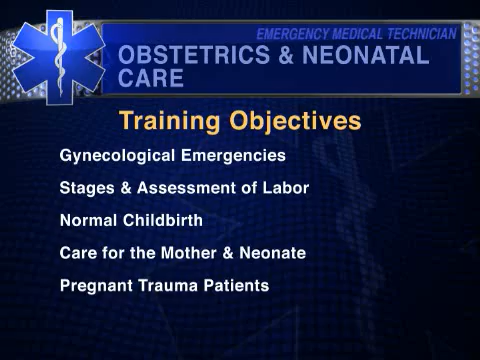 EMERGENCY MEDICAL TECHNICIAN
OBSTETRICS & NEONATAL
CARE
Training Objectives
Gynecological Emergencies
Stages & Assessment of Labor
Normal Childbirth
Care for the Mother & Neonate
Pregnant Trauma Patients